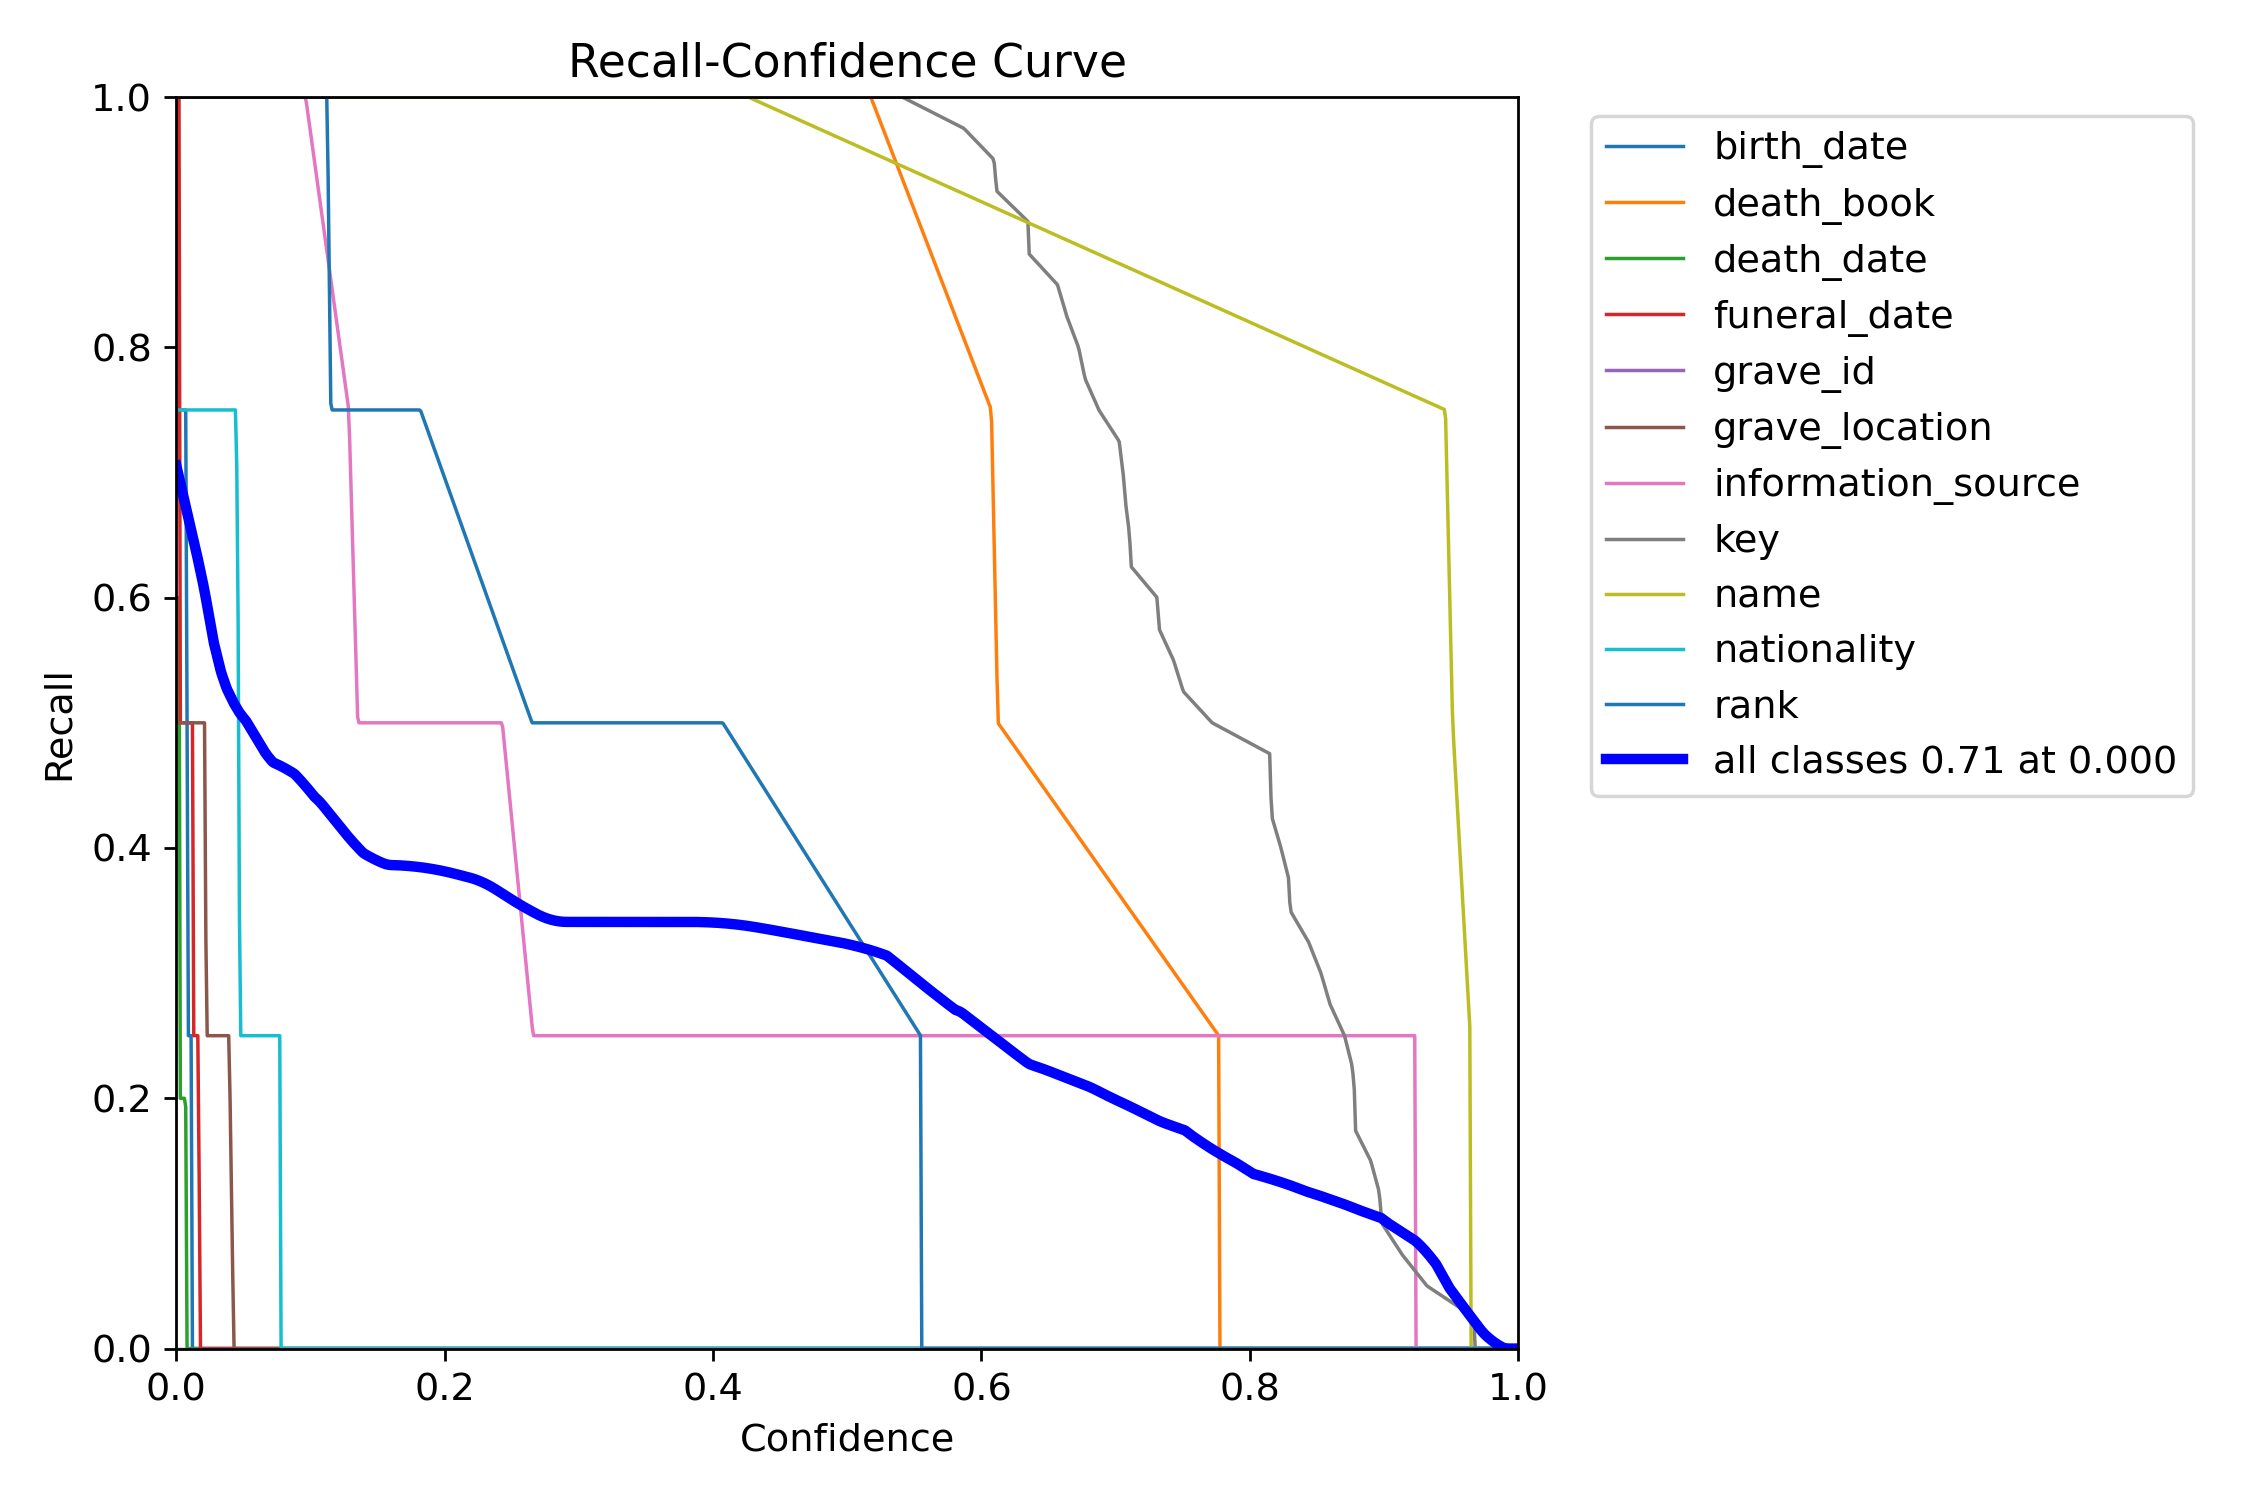 Recall-Confidence Curve
1.0
0.8
0.6
0.4
0.2
0.0
Recall
0.0 0.2 0.4 0.6 0.8 1.0
Confidence
birth_date
death_book
death_date
funeral_date
grave_id
grave_location
information_source
key
name
nationality
rank
all classes 0.71 at 0.000